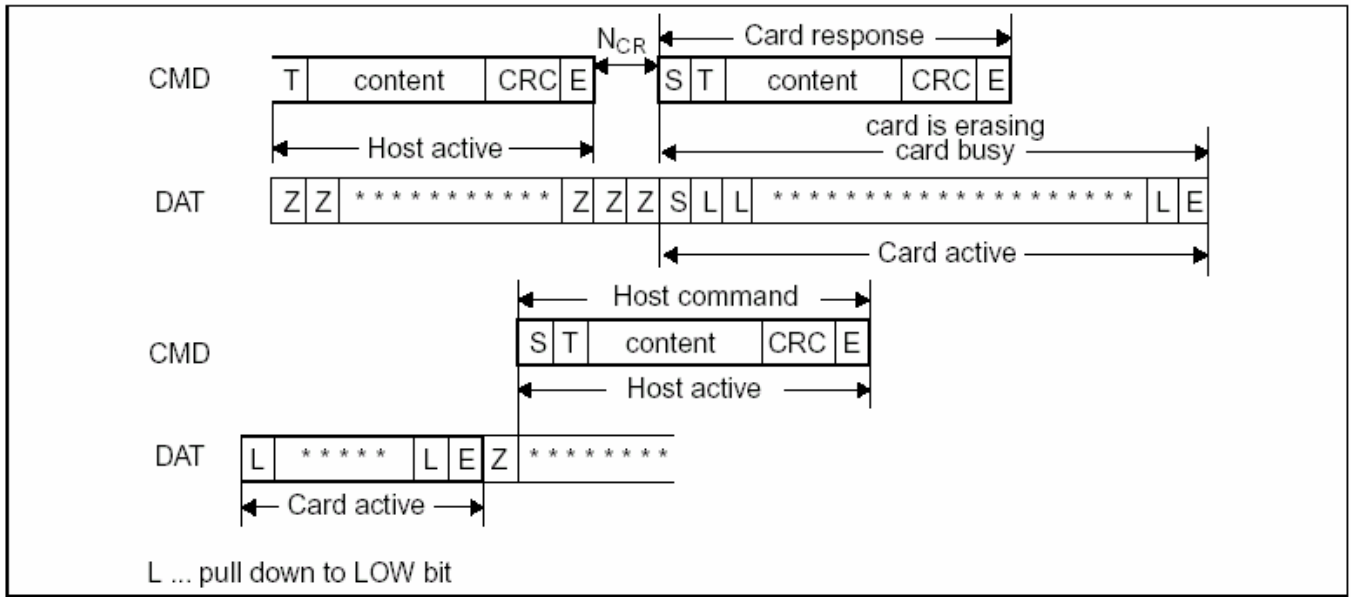 N_CR Card response
CMD T content CRC E S T content CRC E
Host active card is erasing
card busy
DAT Z Z * * * * * * * * * * * Z Z Z S L L * * * * * * * * * * * * * * * * * * * * L E
Card active
Host command
CMD S T content CRC E
Host active
DAT L * * * * * L E Z * * * * * * * *
Card active
L ... pull down to LOW bit